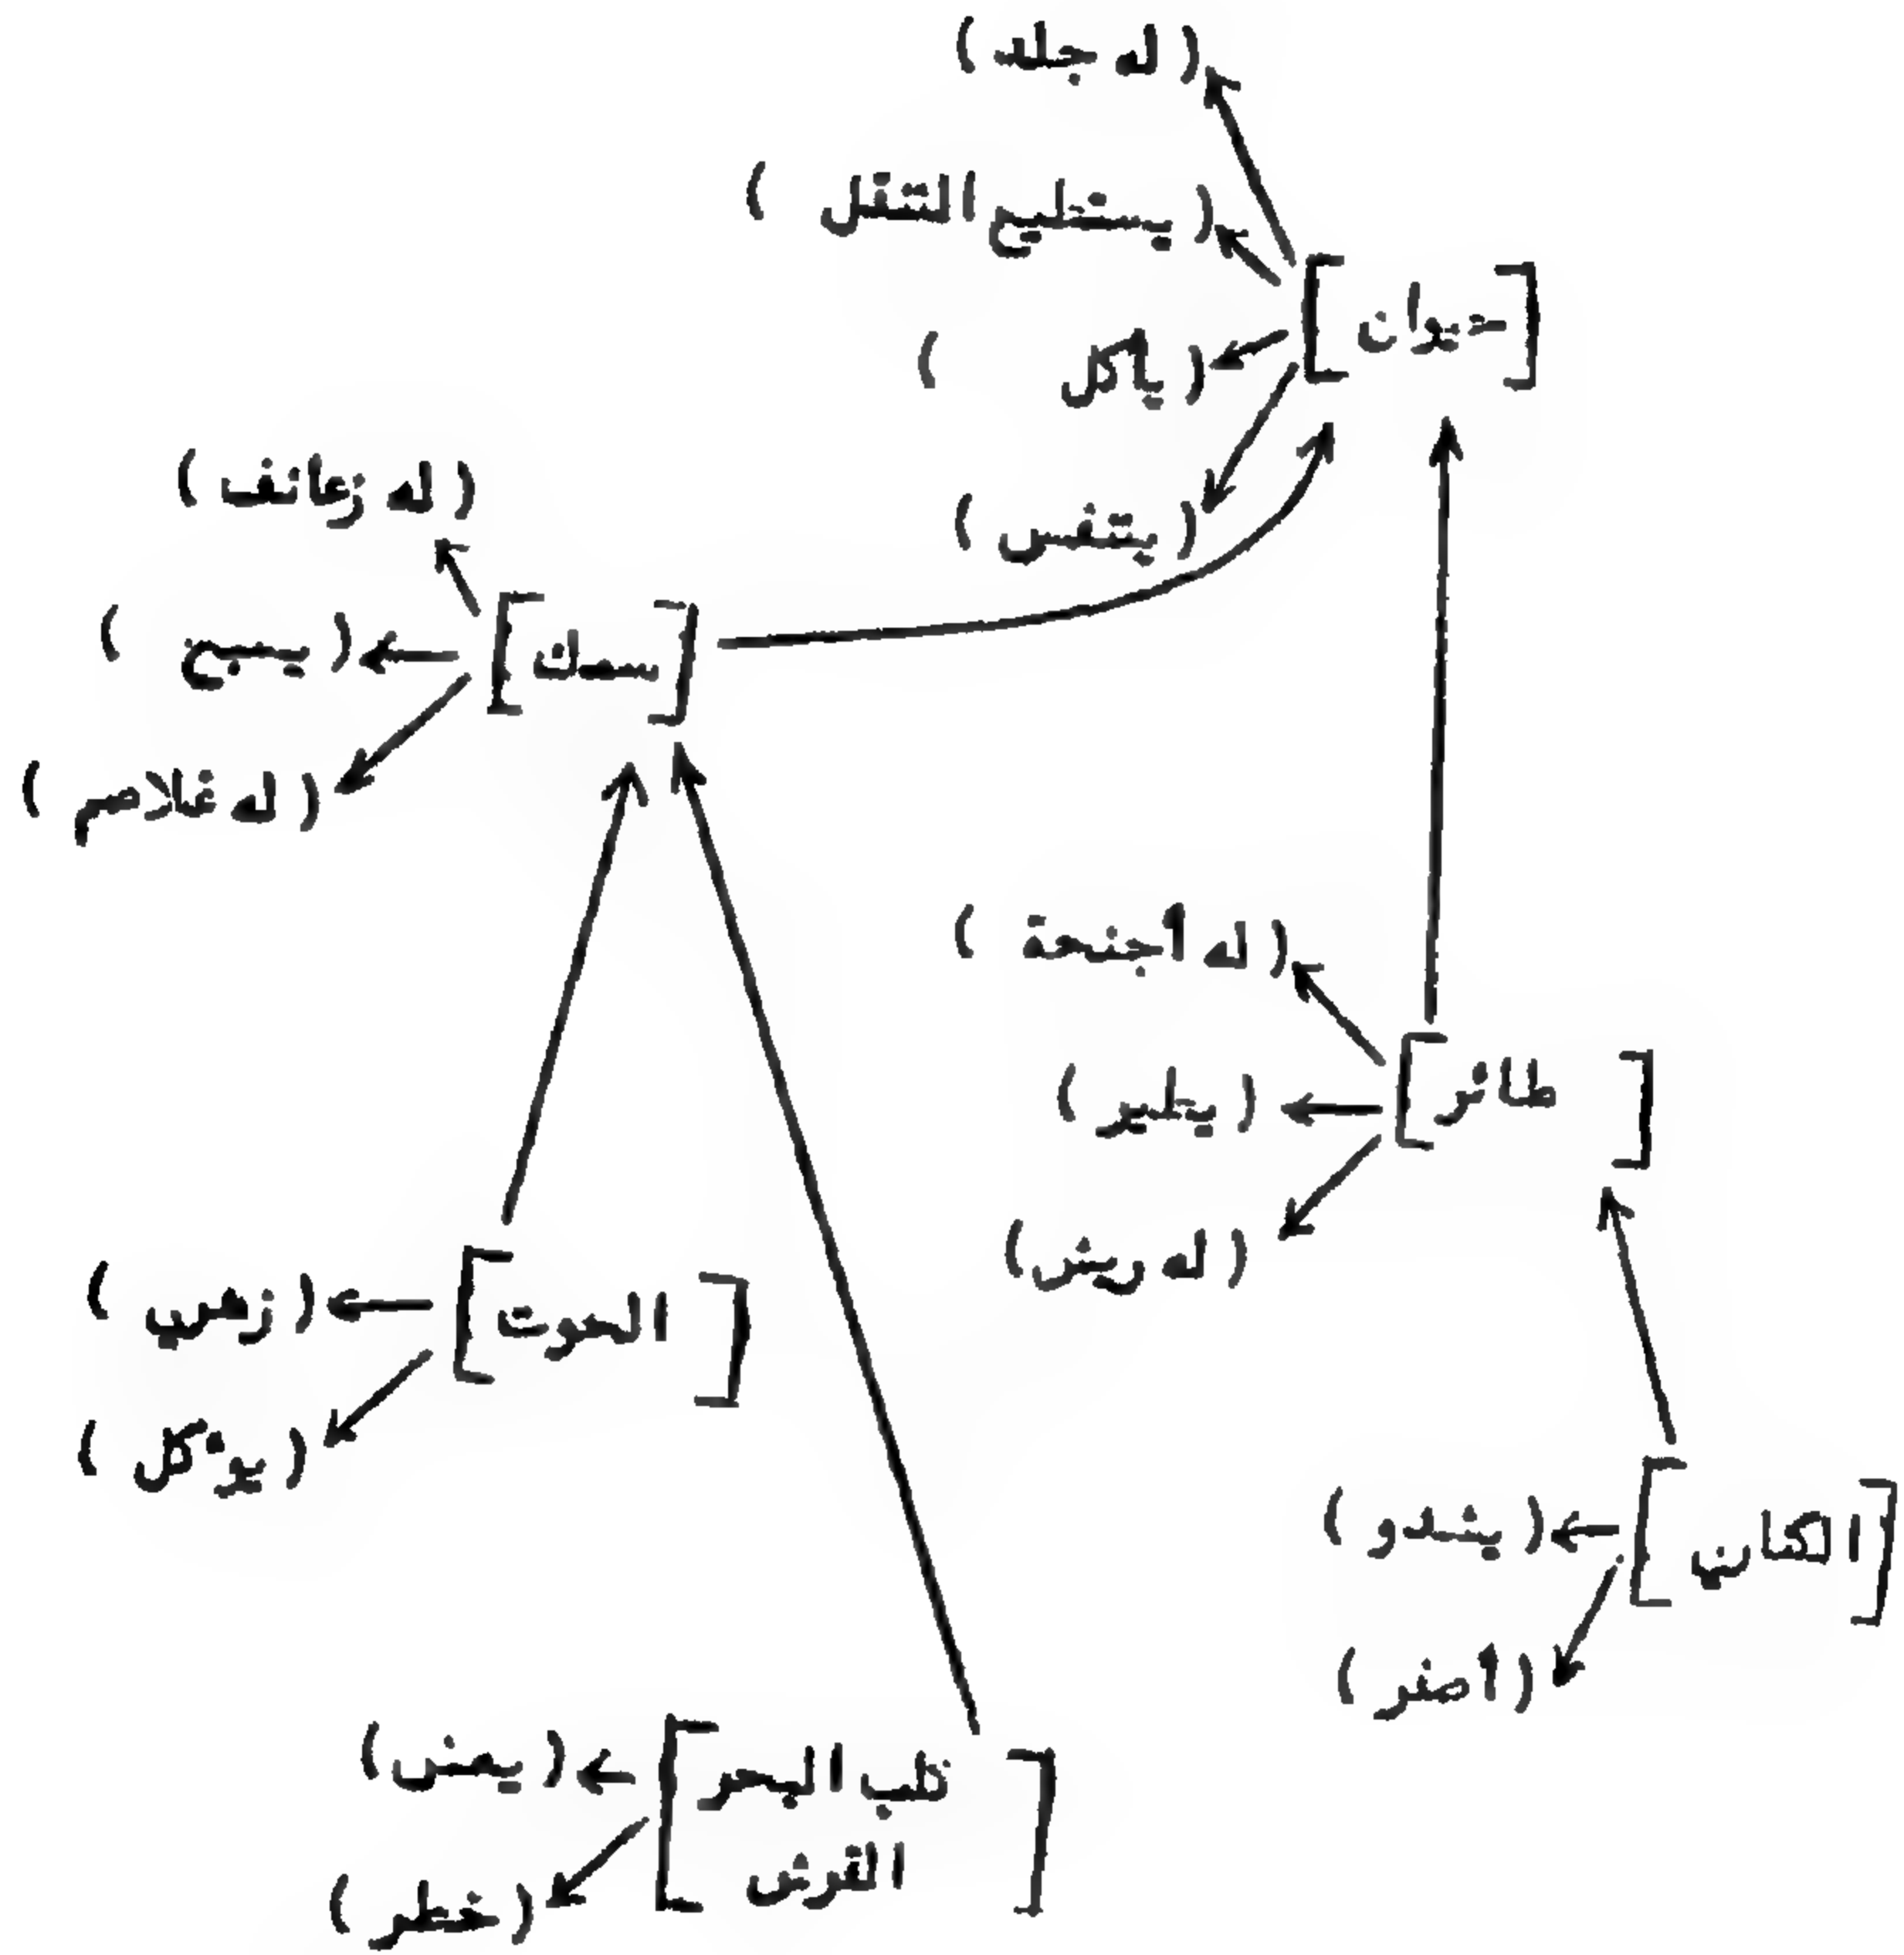 (له جلد)
(يستطيع التنقل)
[حيوان]
(يأكل)
(يتنفس)
(له زعانف)
[سمك]
(يسبح)
(له غلاصم)
(له أجنحة)
[طائر]
(يطير)
(له ريش)
[الحوت]
(زهري)
(يؤكل)
[الكناري]
(يشدو)
(أصفر)
[كلب البحر
القرش]
(يعض)
(خطر)